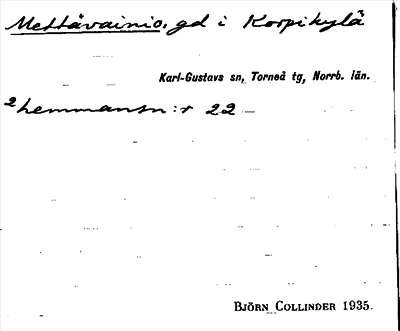 Mettävainio, gd i Korpikylä
Karl-Gustavs sn, Torneå tg, Norrb. län.
2 hemmansn:r 22
BJÖRN COLLINDER 1935.